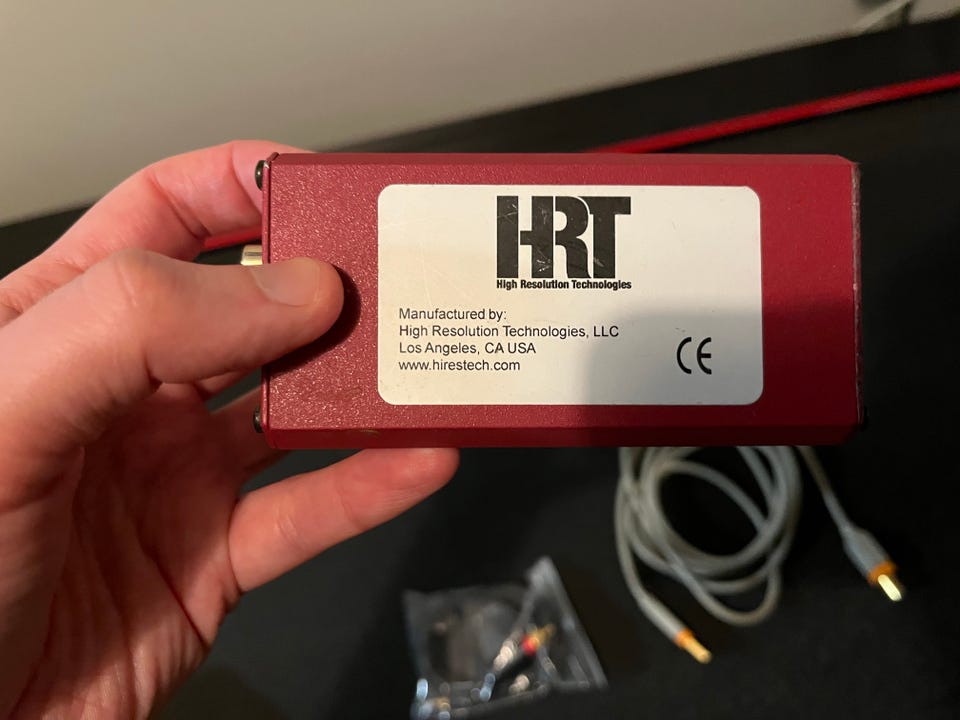 HRT
High Resolution Technologies
Manufactured by:
High Resolution Technologies, LLC
Los Angeles, CA USA
www.hirestech.com
CE